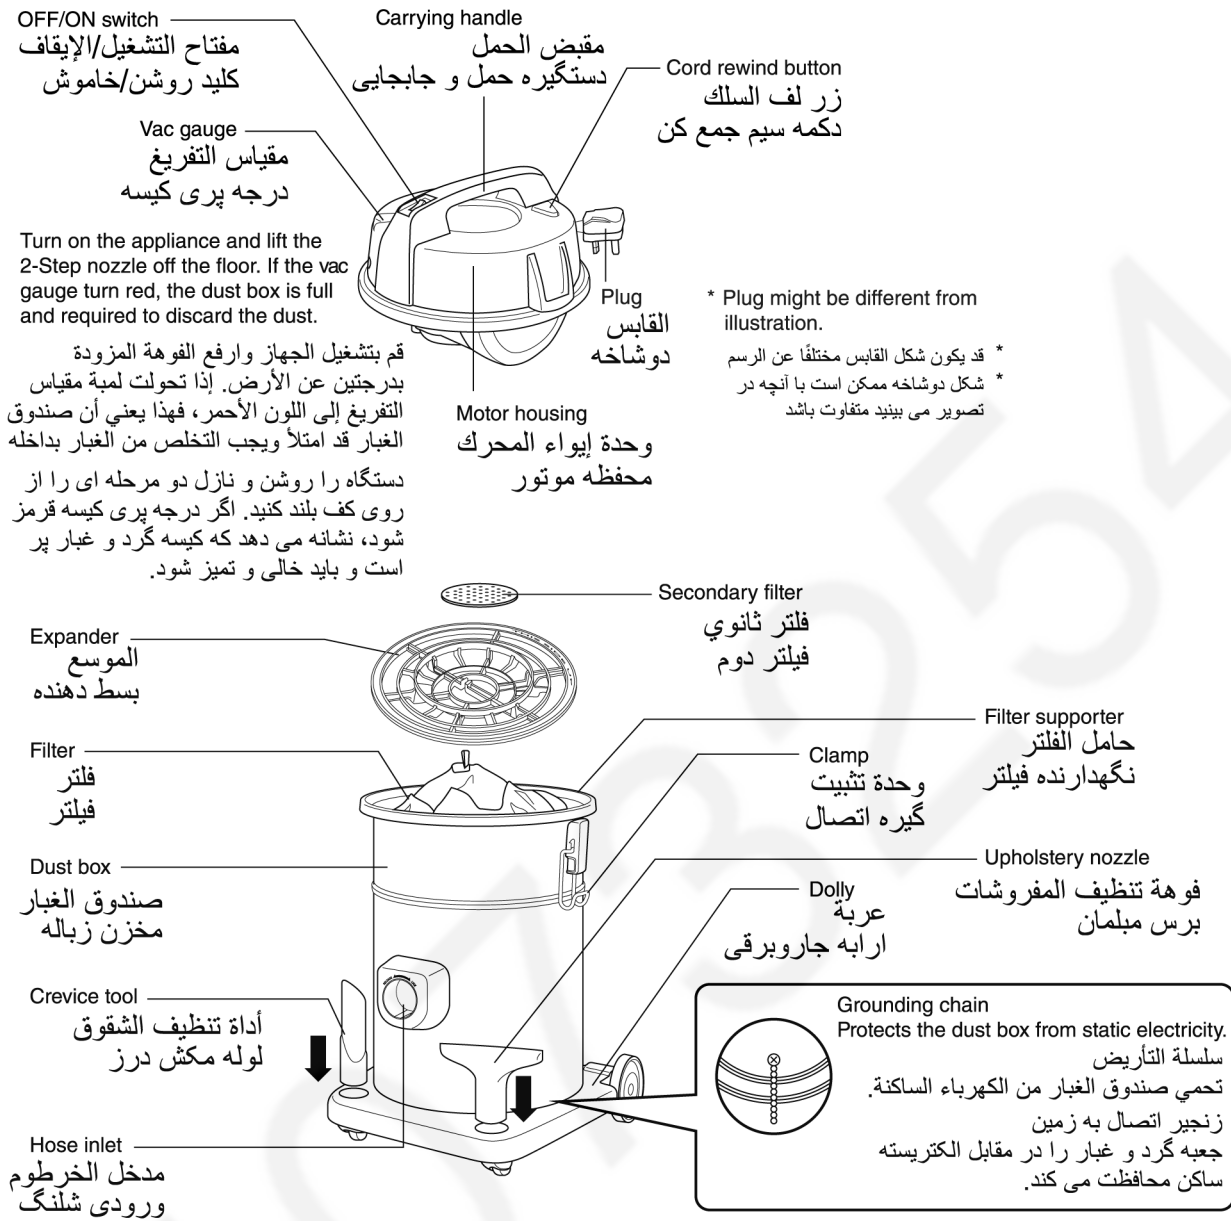 OFF/ON switch
مفتاح التشغيل/الإيقاف
کلید روشن/خاموش
Carrying handle
مقبض الحمل
دستگیره حمل و جابجایی
Cord rewind button
زر لف السلك
دکمه سیم جمع کن
Vac gauge
مقياس التفريغ
درجه پری کیسه
Turn on the appliance and lift the
2-Step nozzle off the floor. If the vac
gauge turn red, the dust box is full
and required to discard the dust.
قم بتشغيل الجهاز وارفع الفوهة المزودة
بدرجتين عن الأرض. إذا تحولت لمبة مقياس
التفريغ إلى اللون الأحمر، فهذا يعني أن صندوق
الغبار قد امتلأ ويجب التخلص من الغبار بداخله
دستگاه را روشن و نازل دو مرحله ای را از
روی کف بلند کنید. اگر درجه پری کیسه قرمز
شود، نشانه می دهد که کیسه گرد و غبار پر
است و باید خالی و تمیز شود.
Plug
القابس
دوشاخه
* Plug might be different from
illustration.
* قد يكون شكل القابس مختلفًا عن الرسم
* شکل دوشاخه ممکن است با آنچه در
تصویر می بینید متفاوت باشد
Motor housing
وحدة إيواء المحرك
محفظه موتور
Secondary filter
فلتر ثانوي
فیلتر دوم
Expander
الموسع
بسط دهنده
Filter supporter
حامل الفلتر
نگهدارنده فیلتر
Filter
فلتر
فیلتر
Clamp
وحدة تثبيت
گیره اتصال
Dust box
صندوق الغبار
مخزن زباله
Upholstery nozzle
فوهة تنظيف المفروشات
برس مبلمان
Dolly
عربة
ارابه جاروبرقی
Crevice tool
أداة تنظيف الشقوق
لوله مکش درز
Grounding chain
Protects the dust box from static electricity.
سلسلة التأريض
تحمي صندوق الغبار من الكهرباء الساكنة.
زنجیر اتصال به زمین
جعبه گرد و غبار را در مقابل الکتریسته
ساکن محافظت می کند.
Hose inlet
مدخل الخرطوم
ورودی شلنگ
073254